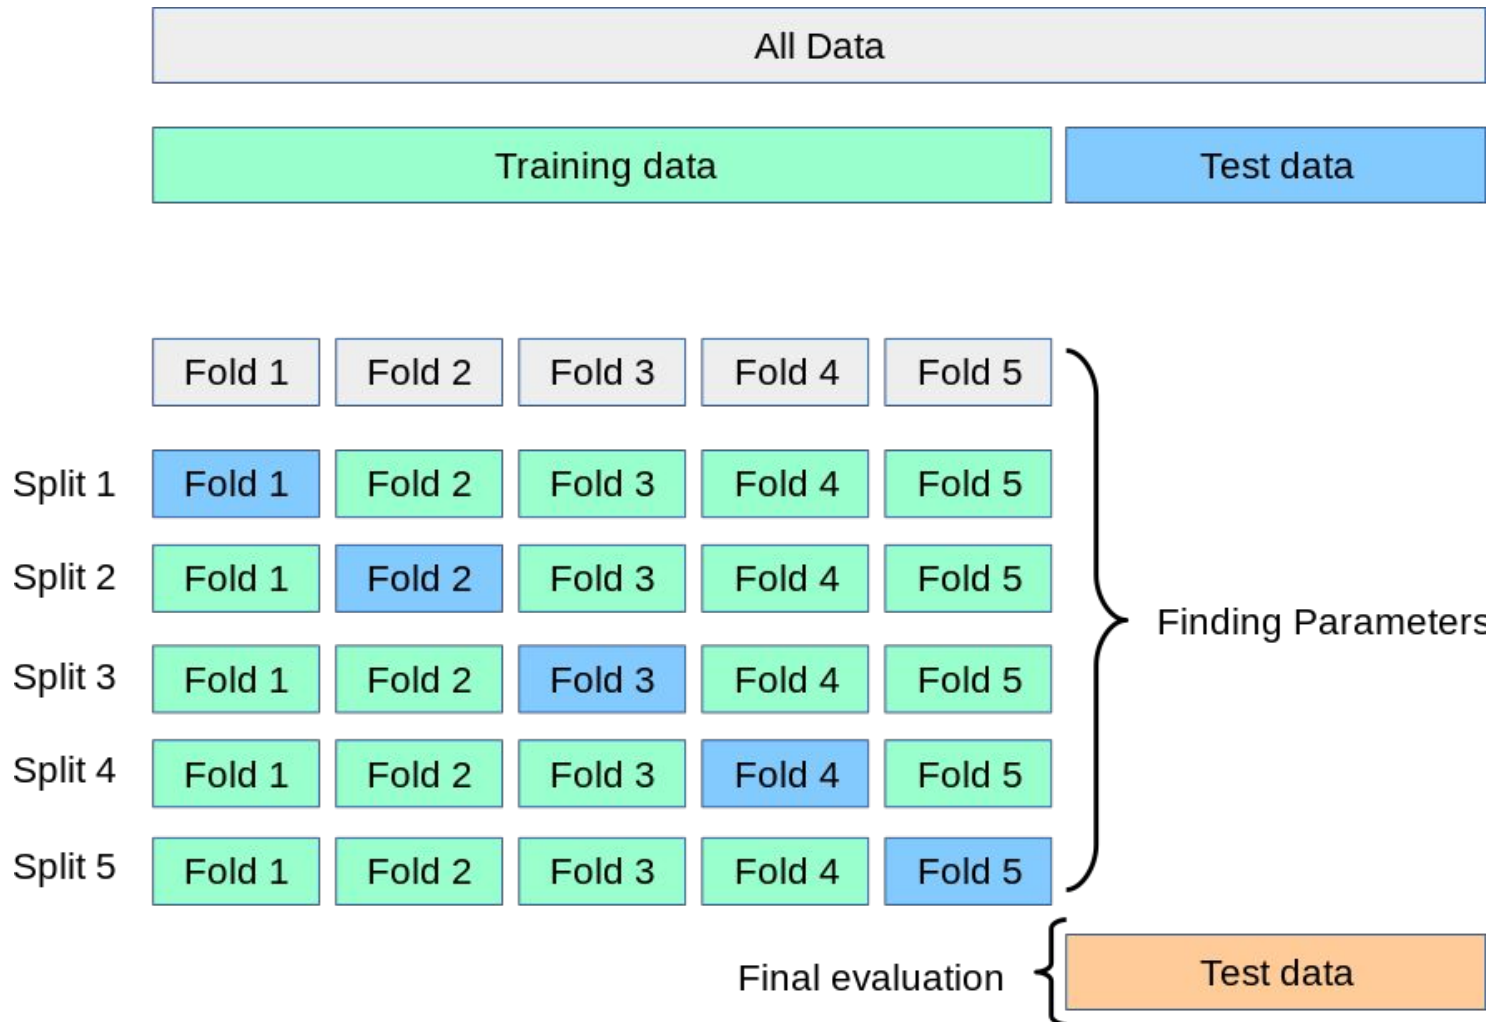 All Data
Training data Test data
Fold 1 Fold 2 Fold 3 Fold 4 Fold 5
Split 1 Fold 1 Fold 2 Fold 3 Fold 4 Fold 5
Split 2 Fold 1 Fold 2 Fold 3 Fold 4 Fold 5
Finding Parameters
Split 3 Fold 1 Fold 2 Fold 3 Fold 4 Fold 5
Split 4 Fold 1 Fold 2 Fold 3 Fold 4 Fold 5
Split 5 Fold 1 Fold 2 Fold 3 Fold 4 Fold 5
Final evaluation Test data